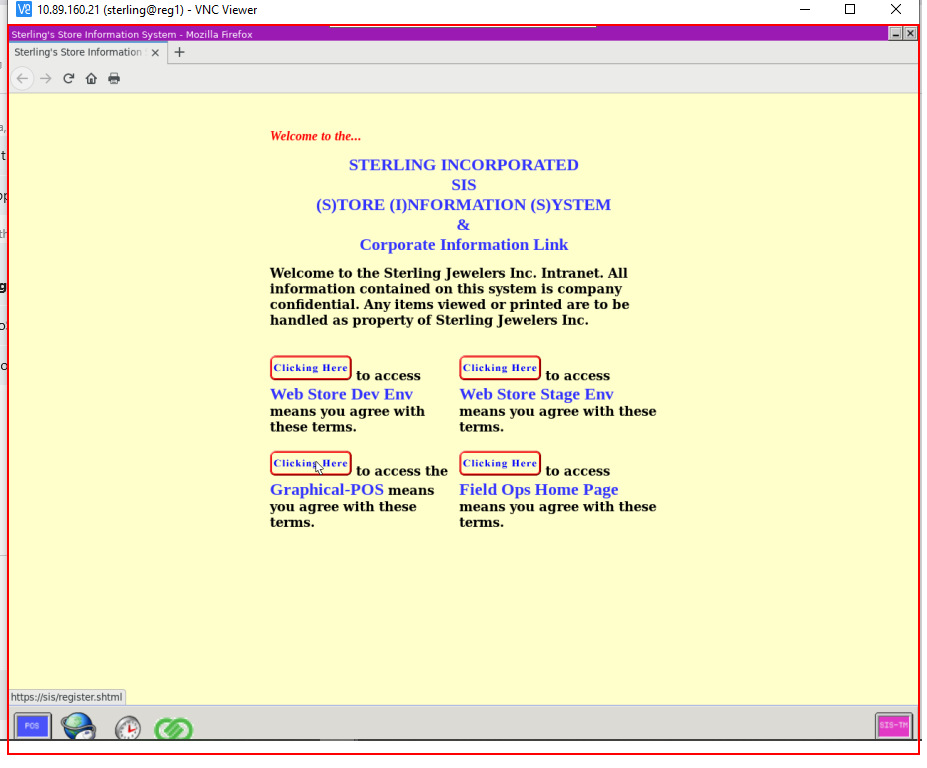 10.89.160.21 (sterling@reg1) - VNC Viewer
Sterling's Store Information System - Mozilla Firefox
Sterling's Store Information
Welcome to the...
STERLING INCORPORATED
SIS
(S)TORE (I)NFORMATION (S)YSTEM
&
Corporate Information Link
Welcome to the Sterling Jewelers Inc. Intranet. All
information contained on this system is company
confidential. Any items viewed or printed are to be
handled as property of Sterling Jewelers Inc.
Clicking Here to access
Web Store Dev Env
means you agree with
these terms.
Clicking Here to access
Web Store Stage Env
means you agree with these
terms.
Clicking Here to access the
Graphical-POS means
you agree with these
terms.
Clicking Here to access
Field Ops Home Page
means you agree with these
terms.
https://sis/register.shtml
POS
SIS-TM